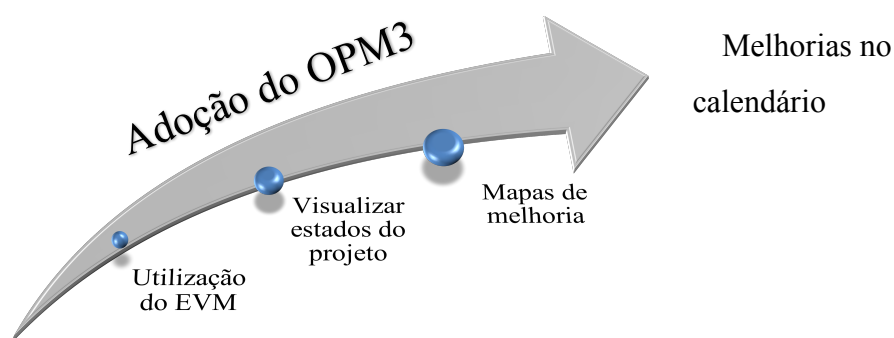 Adoção do OPM3
Melhorias no
calendário
Mapas de
melhoria
Visualizar
estados do
projeto
Utilização
do EVM